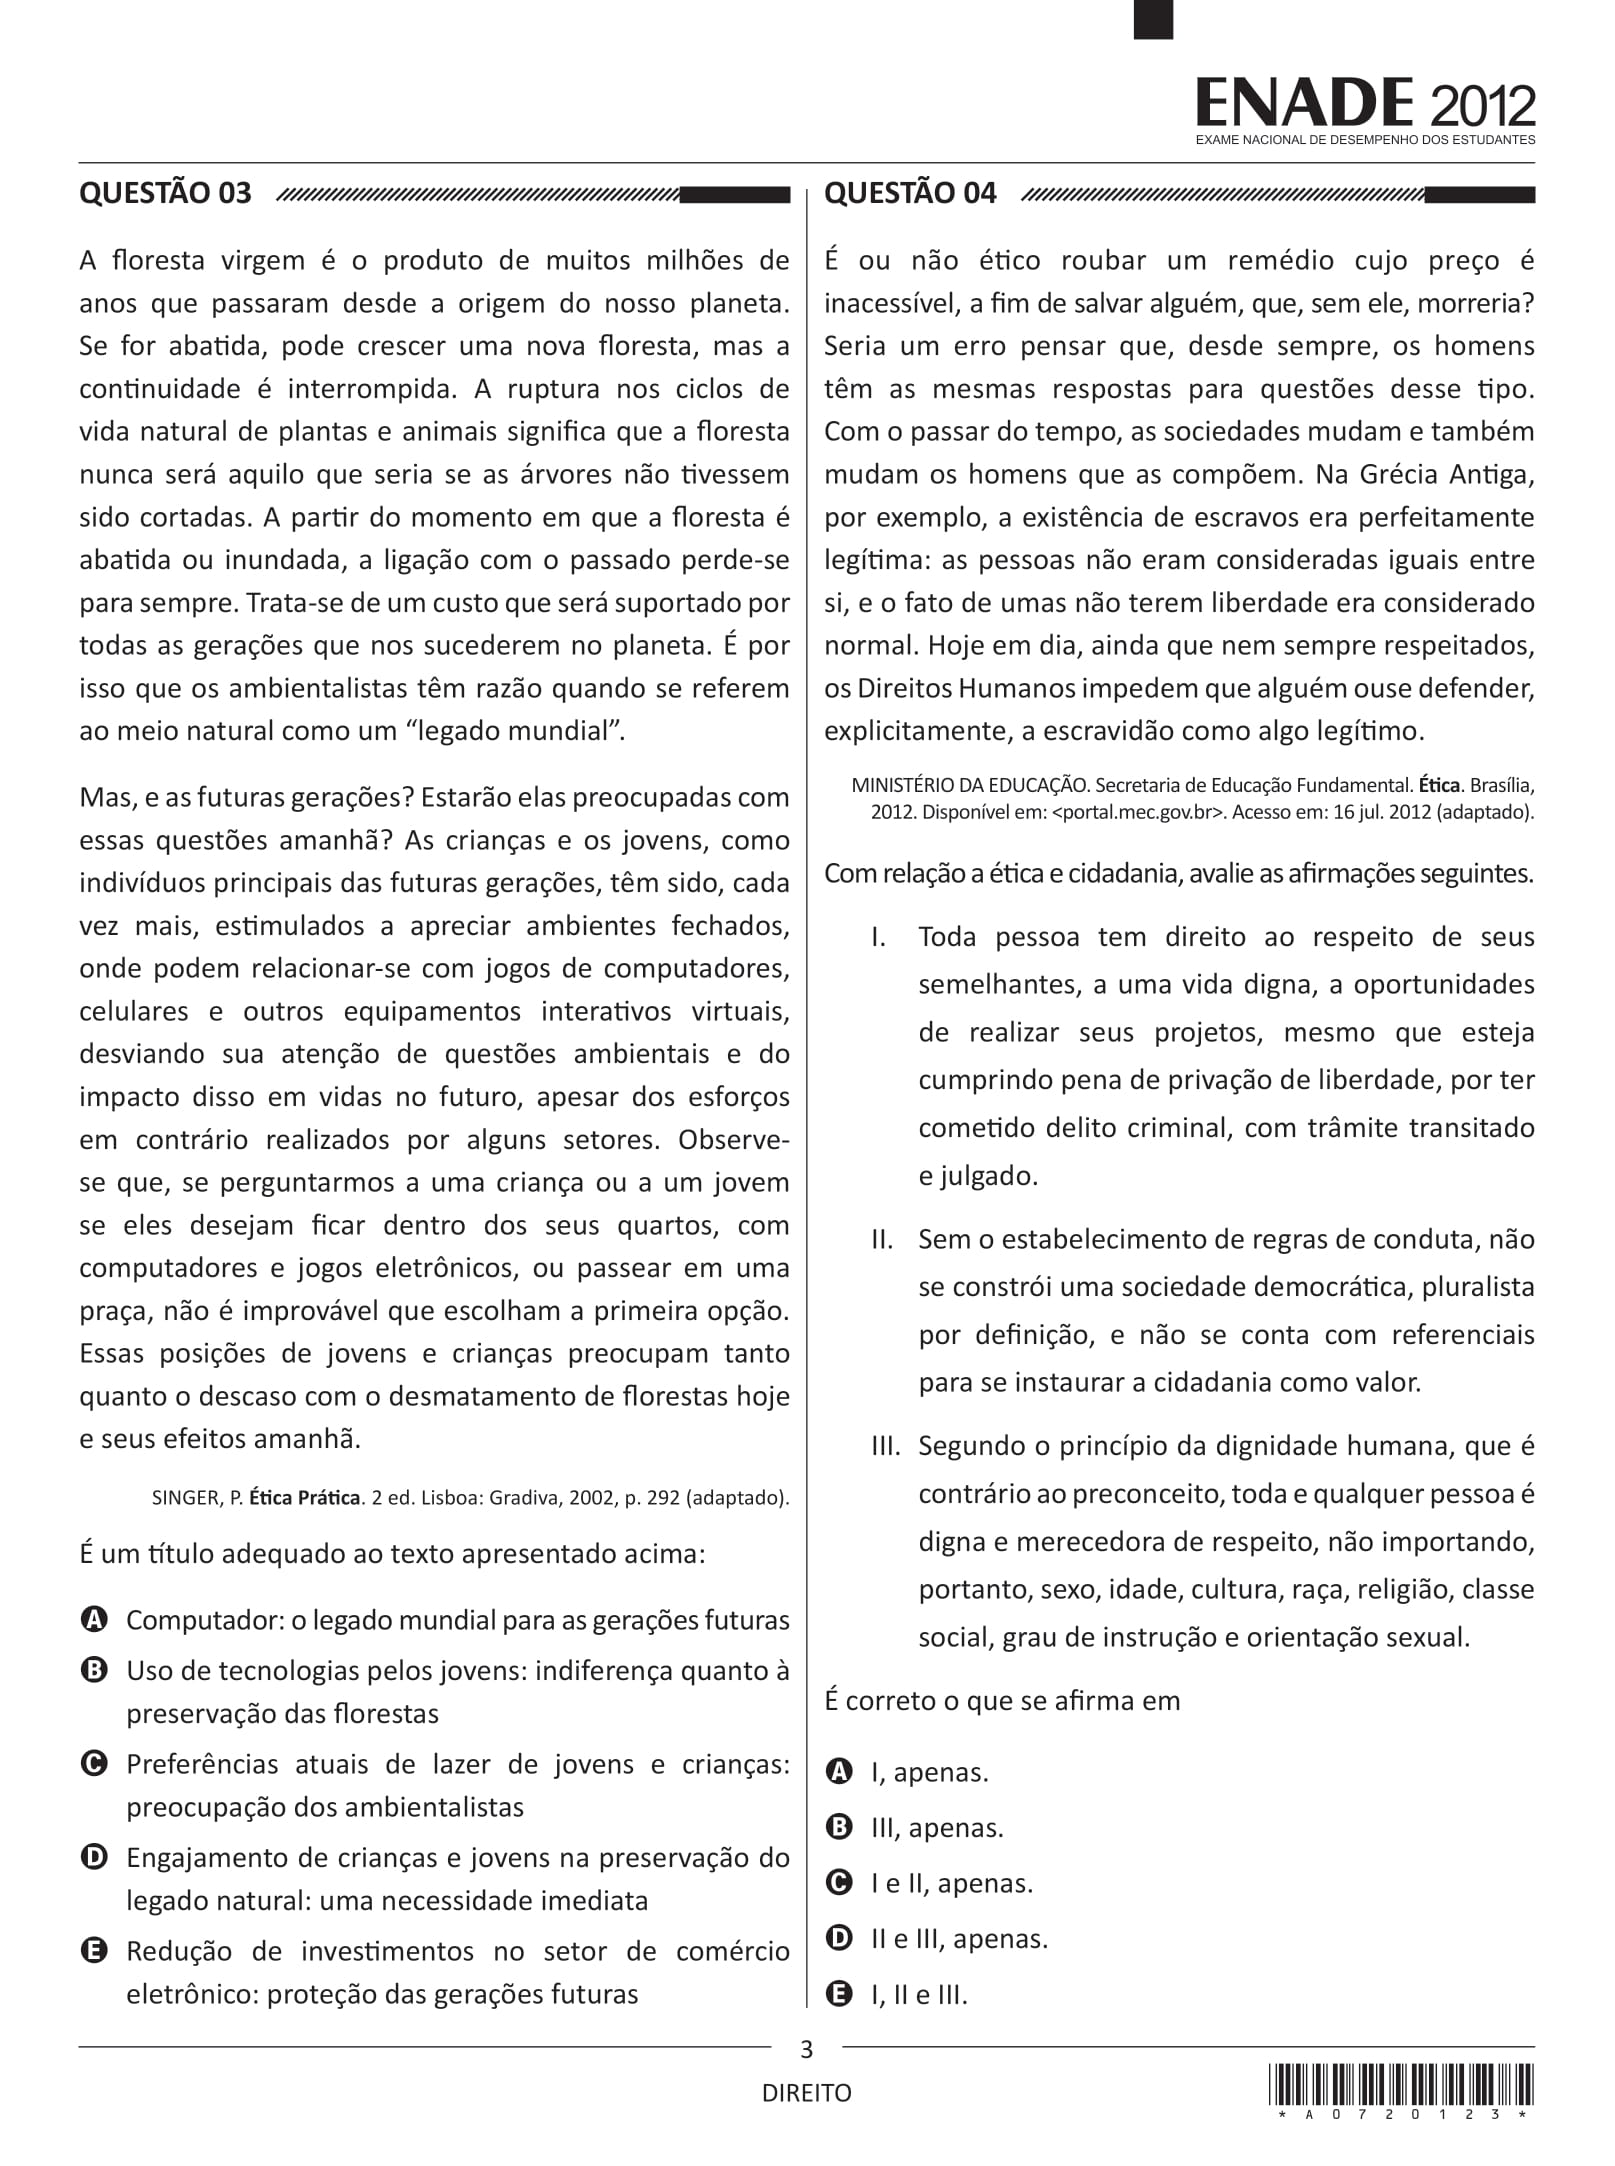 ENADE 2012
EXAME NACIONAL DE DESEMPENHO DOS ESTUDANTES
QUESTÃO 03
A floresta virgem é o produto de muitos milhões de
anos que passaram desde a origem do nosso planeta.
Se for abatida, pode crescer uma nova floresta, mas a
continuidade é interrompida. A ruptura nos ciclos de
vida natural de plantas e animais significa que a floresta
nunca será aquilo que seria se as árvores não tivessem
sido cortadas. A partir do momento em que a floresta é
abatida ou inundada, a ligação com o passado perde-se
para sempre. Trata-se de um custo que será suportado por
todas as gerações que nos sucederem no planeta. É por
isso que os ambientalistas têm razão quando se referem
ao meio natural como um “legado mundial”.
Mas, e as futuras gerações? Estarão elas preocupadas com
essas questões amanhã? As crianças e os jovens, como
indivíduos principais das futuras gerações, têm sido, cada
vez mais, estimulados a apreciar ambientes fechados,
onde podem relacionar-se com jogos de computadores,
celulares e outros equipamentos interativos virtuais,
desviando sua atenção de questões ambientais e do
impacto disso em vidas no futuro, apesar dos esforços
em contrário realizados por alguns setores. Observe-
se que, se perguntarmos a uma criança ou a um jovem
se eles desejam ficar dentro dos seus quartos, com
computadores e jogos eletrônicos, ou passear em uma
praça, não é improvável que escolham a primeira opção.
Essas posições de jovens e crianças preocupam tanto
quanto o descaso com o desmatamento de florestas hoje
e seus efeitos amanhã.
SINGER, P. Ética Prática. 2 ed. Lisboa: Gradiva, 2002, p. 292 (adaptado).
É um título adequado ao texto apresentado acima:
A Computador: o legado mundial para as gerações futuras
B Uso de tecnologias pelos jovens: indiferença quanto à
preservação das florestas
C Preferências atuais de lazer de jovens e crianças:
preocupação dos ambientalistas
D Engajamento de crianças e jovens na preservação do
legado natural: uma necessidade imediata
E Redução de investimentos no setor de comércio
eletrônico: proteção das gerações futuras
QUESTÃO 04
É ou não ético roubar um remédio cujo preço é
inacessível, a fim de salvar alguém, que, sem ele, morreria?
Seria um erro pensar que, desde sempre, os homens
têm as mesmas respostas para questões desse tipo.
Com o passar do tempo, as sociedades mudam e também
mudam os homens que as compõem. Na Grécia Antiga,
por exemplo, a existência de escravos era perfeitamente
legítima: as pessoas não eram consideradas iguais entre
si, e o fato de umas não terem liberdade era considerado
normal. Hoje em dia, ainda que nem sempre respeitados,
os Direitos Humanos impedem que alguém ouse defender,
explicitamente, a escravidão como algo legítimo.
MINISTÉRIO DA EDUCAÇÃO. Secretaria de Educação Fundamental. Ética. Brasília,
2012. Disponível em: <portal.mec.gov.br>. Acesso em: 16 jul. 2012 (adaptado).
Com relação a ética e cidadania, avalie as afirmações seguintes.
I. Toda pessoa tem direito ao respeito de seus
semelhantes, a uma vida digna, a oportunidades
de realizar seus projetos, mesmo que esteja
cumprindo pena de privação de liberdade, por ter
cometido delito criminal, com trâmite transitado
e julgado.
II. Sem o estabelecimento de regras de conduta, não
se constrói uma sociedade democrática, pluralista
por definição, e não se conta com referenciais
para se instaurar a cidadania como valor.
III. Segundo o princípio da dignidade humana, que é
contrário ao preconceito, toda e qualquer pessoa é
digna e merecedora de respeito, não importando,
portanto, sexo, idade, cultura, raça, religião, classe
social, grau de instrução e orientação sexual.
É correto o que se afirma em
A I, apenas.
B III, apenas.
C I e II, apenas.
D II e III, apenas.
E I, II e III.
3
DIREITO
* A 0 7 2 0 1 2 3 *